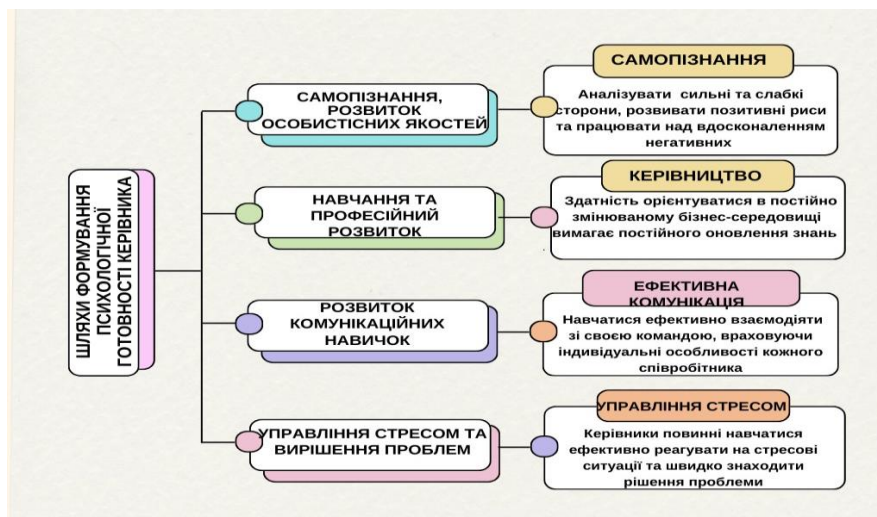 ШЛЯХИ ФОРМУВАННЯ
ПСИХОЛОГІЧНОЇ
ГОТОВНОСТІ КЕРІВНИКА
САМОПІЗНАННЯ,
РОЗВИТОК
ОСОБИСТІСНИХ ЯКОСТЕЙ
САМОПІЗНАННЯ
Аналізувати сильні та слабкі
сторони, розвивати позитивні риси
та працювати над вдосконаленням
негативних
НАВЧАННЯ ТА
ПРОФЕСІЙНИЙ
РОЗВИТОК
КЕРІВНИЦТВО
Здатність орієнтуватися в постійно
змінюваному бізнес-середовищі
вимагає постійного оновлення знань
РОЗВИТОК
КОМУНІКАЦІЙНИХ
НАВИЧОК
ЕФЕКТИВНА
КОМУНІКАЦІЯ
Навчатися ефективно взаємодіяти
зі своєю командою, враховуючи
індивідуальні особливості кожного
співробітника
УПРАВЛІННЯ СТРЕСОМ ТА
ВИРІШЕННЯ ПРОБЛЕМ
УПРАВЛІННЯ СТРЕСОМ
Керівники повинні навчатися
ефективно реагувати на стресові
ситуації та швидко знаходити
рішення проблеми